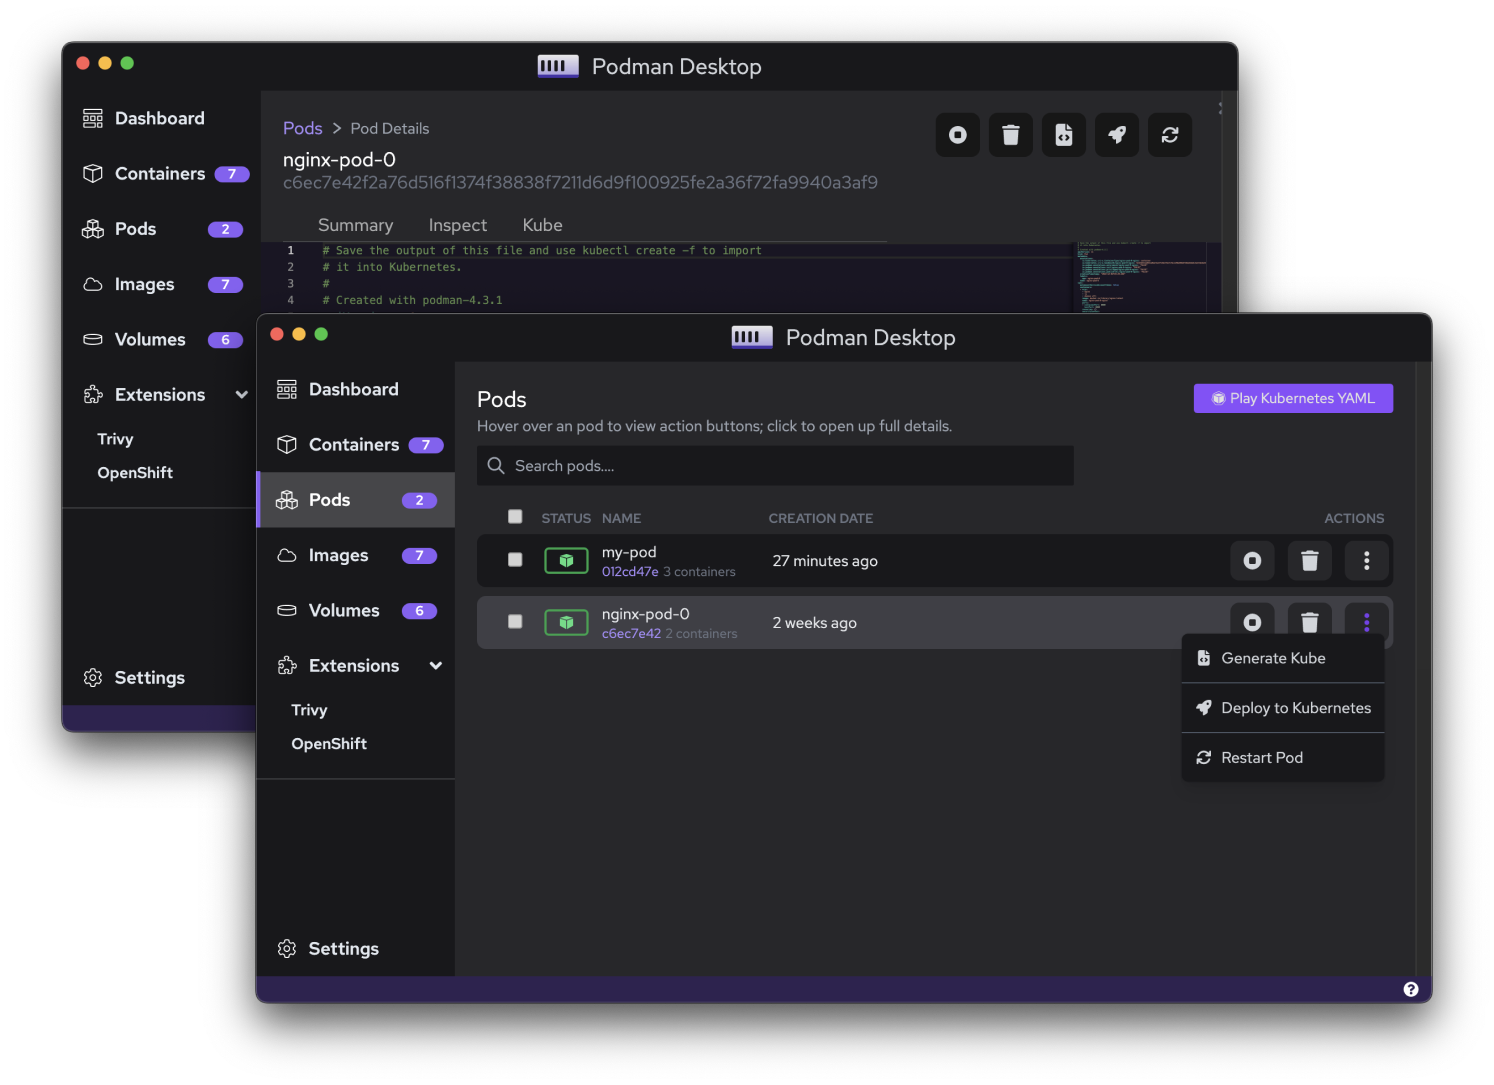 Podman Desktop
Dashboard
Containers 7
Pods 2
Images 7
Volumes 6
Extensions
Trivy
OpenShift
Settings
Pods > Pod Details
nginx-pod-0
c6ec7e42f2a76d516f1374f38838f7211d6d9f100925fe2a36f72fa9940a3af9
Summary Inspect Kube
1 # Save the output of this file and use kubectl create -f to import
2 # it into Kubernetes.
3 #
4 # Created with podman-4.3.1
Podman Desktop
Dashboard
Containers 7
Pods 2
Images 7
Volumes 6
Extensions
Trivy
OpenShift
Settings
Pods
Play Kubernetes YAML
Hover over an pod to view action buttons; click to open up full details.
Search pods....
STATUS NAME CREATION DATE ACTIONS
my-pod
012cd47e 3 containers
27 minutes ago
nginx-pod-0
c6ec7e42 2 containers
2 weeks ago
Generate Kube
Deploy to Kubernetes
Restart Pod
?